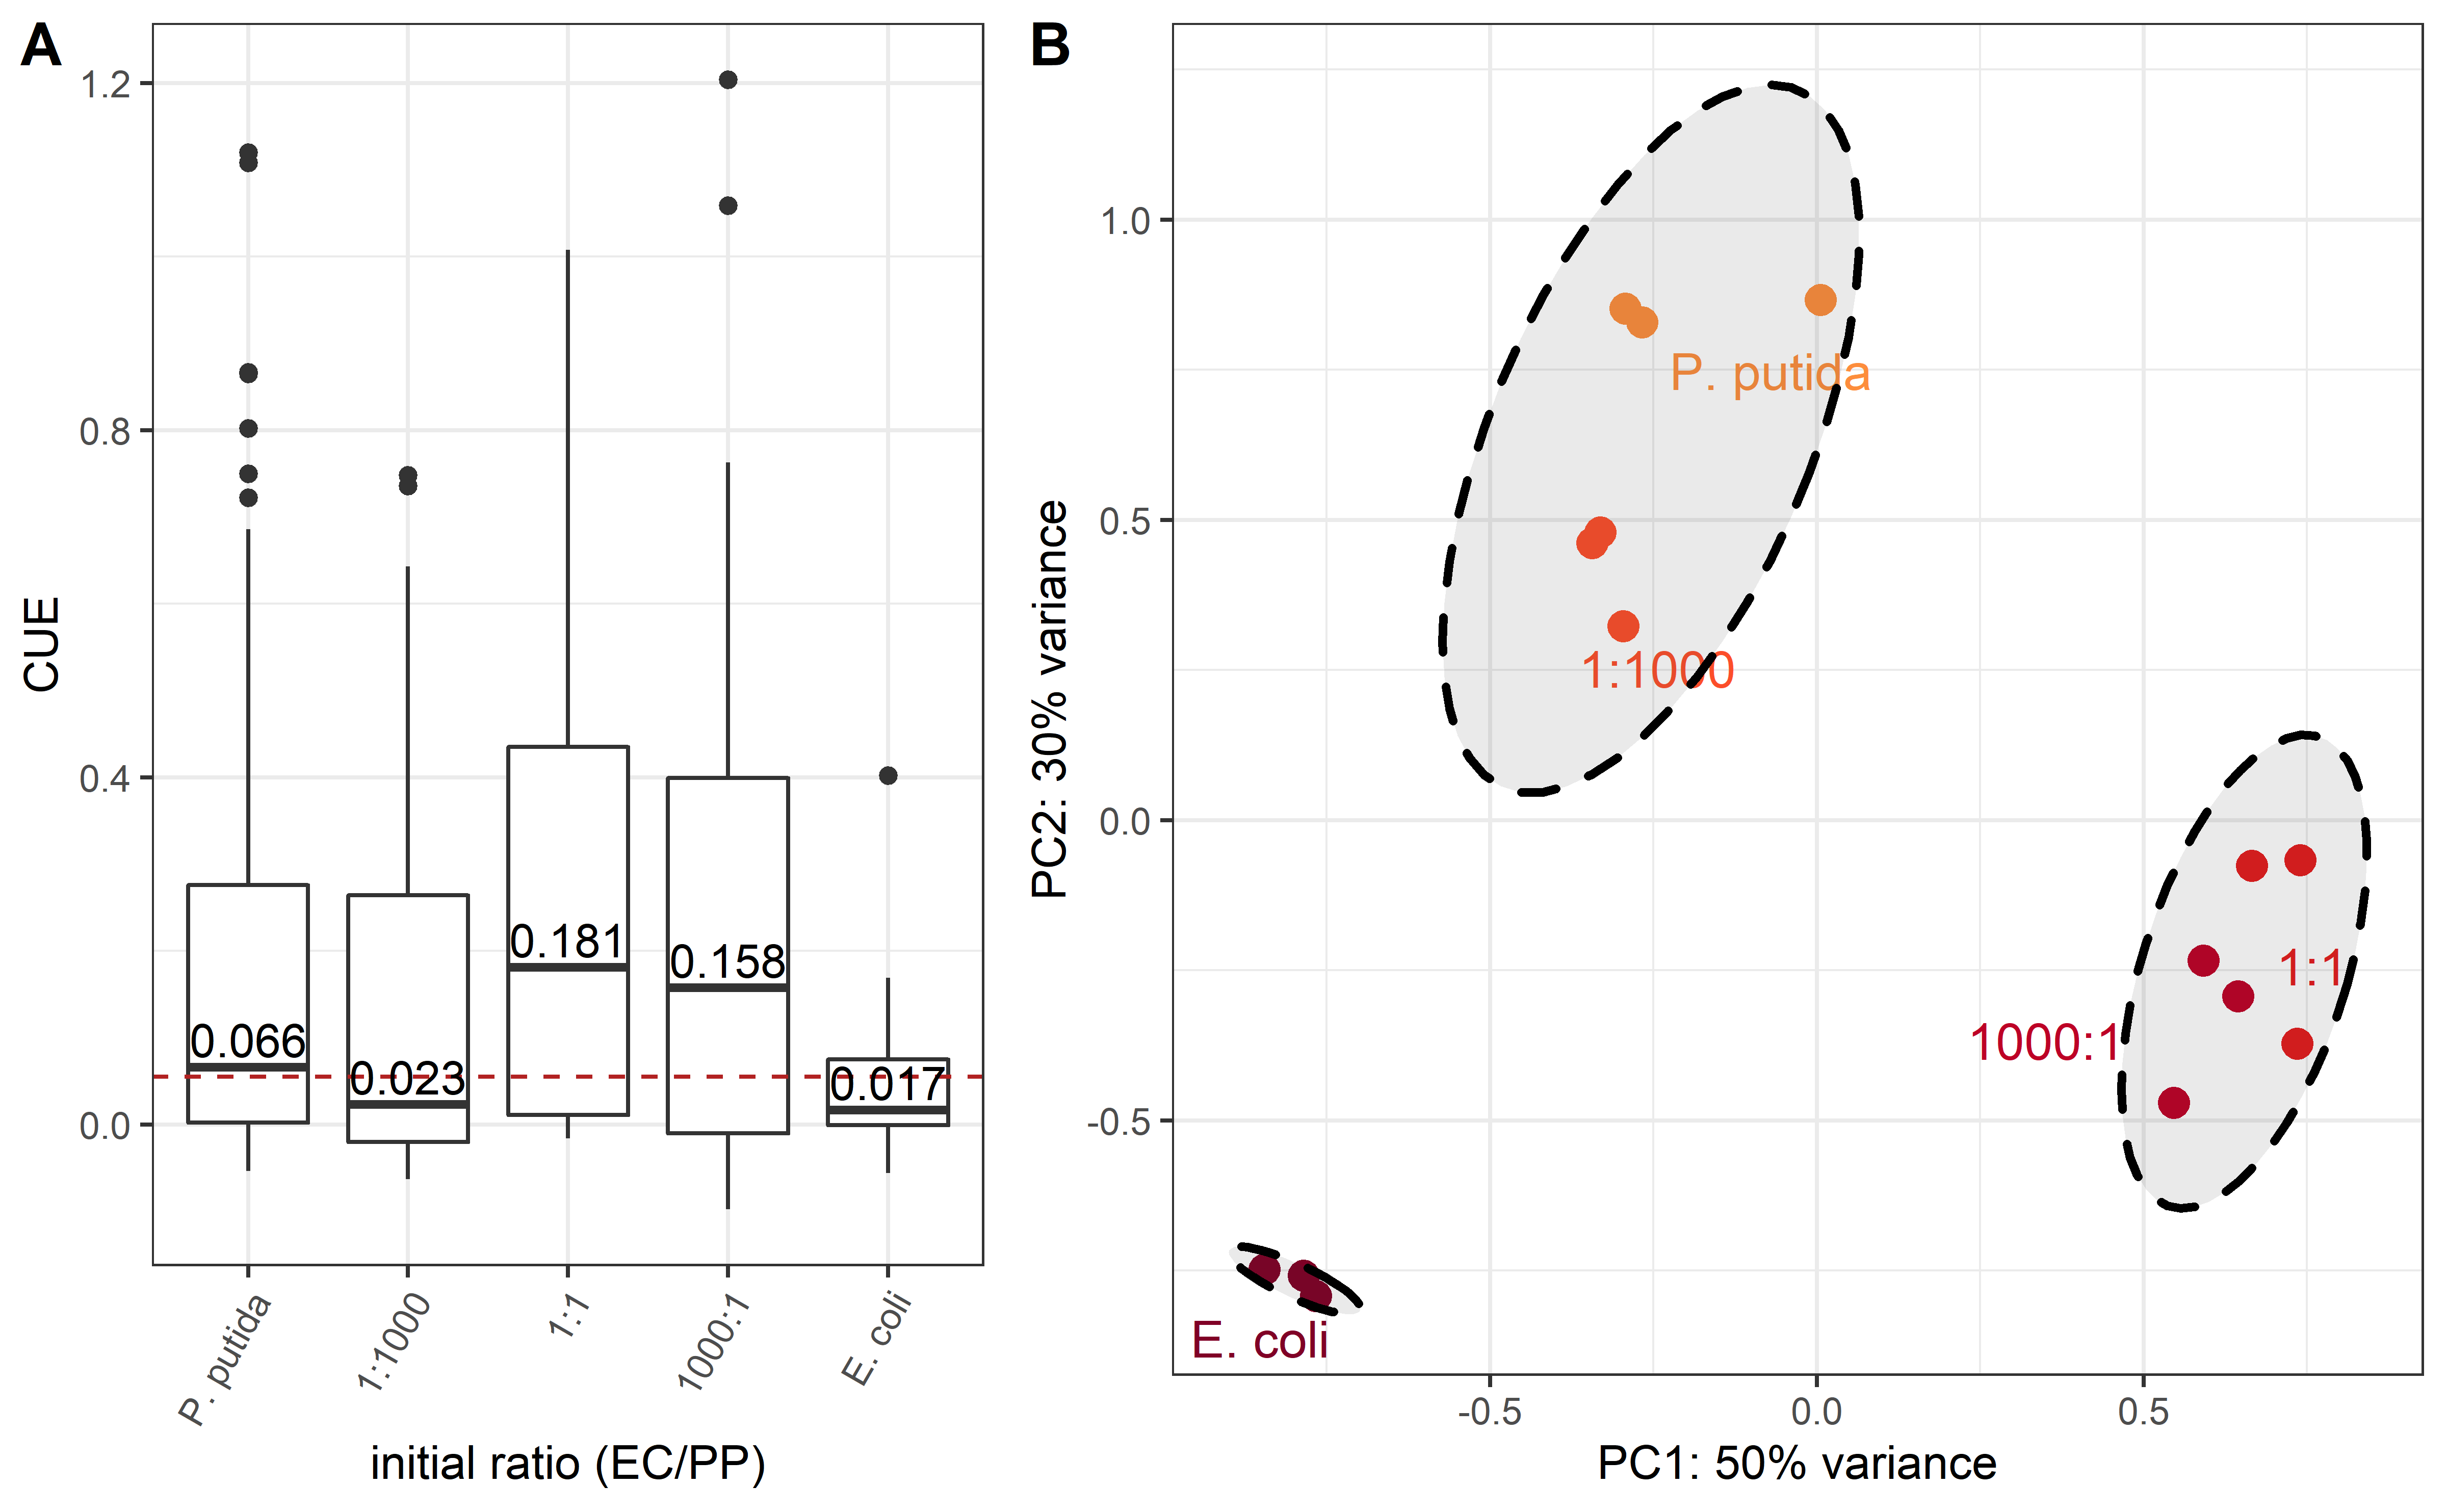 A
CUE
1.2
0.8
0.4
0.0
0.066
0.023
0.181
0.158
0.017
P. putida
1:1000
1:1
1000:1
E. coli
initial ratio (EC/PP)
B
PC2: 30% variance
1.0
0.5
0.0
-0.5
P. putida
1:1000
1:1
1000:1
E. coli
-0.5
0.0
0.5
PC1: 50% variance